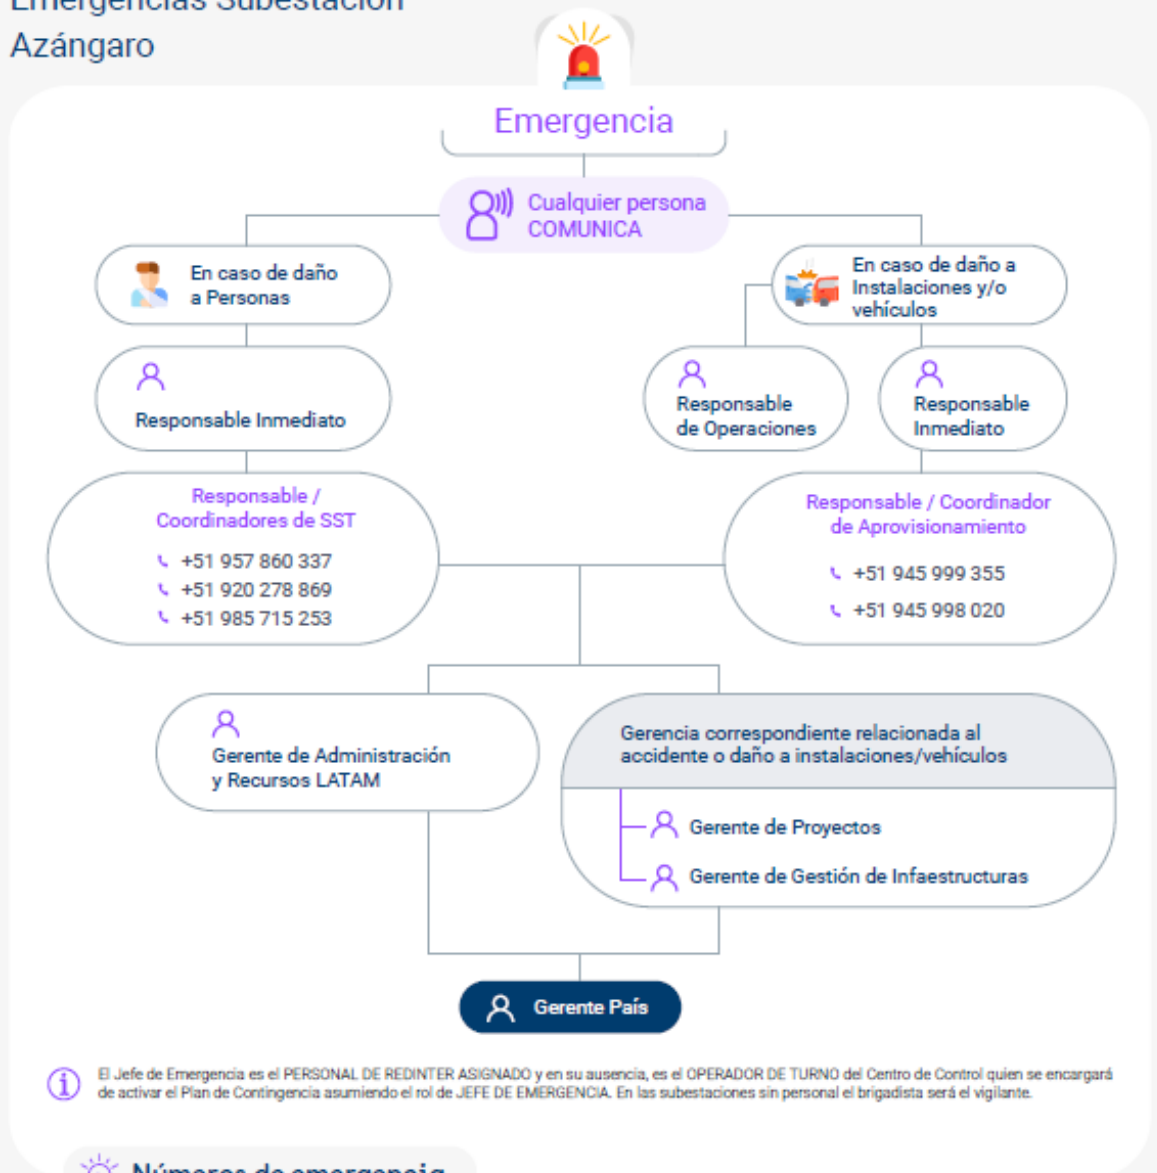 Emergencias Subestación
Azángaro
Emergencia
Cualquier persona
COMUNICA
En caso de daño
a Personas
En caso de daño a
Instalaciones y/o
vehículos
Responsable Inmediato
Responsable
de Operaciones
Responsable
Inmediato
Responsable /
Coordinadores de SST
+51 957 860 337
+51 920 278 869
+51 985 715 253
Responsable / Coordinador
de Aprovisionamiento
+51 945 999 355
+51 945 998 020
Gerente de Administración
y Recursos LATAM
Gerencia correspondiente relacionada al
accidente o daño a instalaciones/vehículos
Gerente de Proyectos
Gerente de Gestión de Infaestructuras
Gerente País
El Jefe de Emergencia es el PERSONAL DE REDINTER ASIGNADO y en su ausencia, es el OPERADOR DE TURNO del Centro de Control quien se encargará
de activar el Plan de Contingencia asumiendo el rol de JEFE DE EMERGENCIA. En las subestaciones sin personal el brigadista será el vigilante.
Números de emergencia